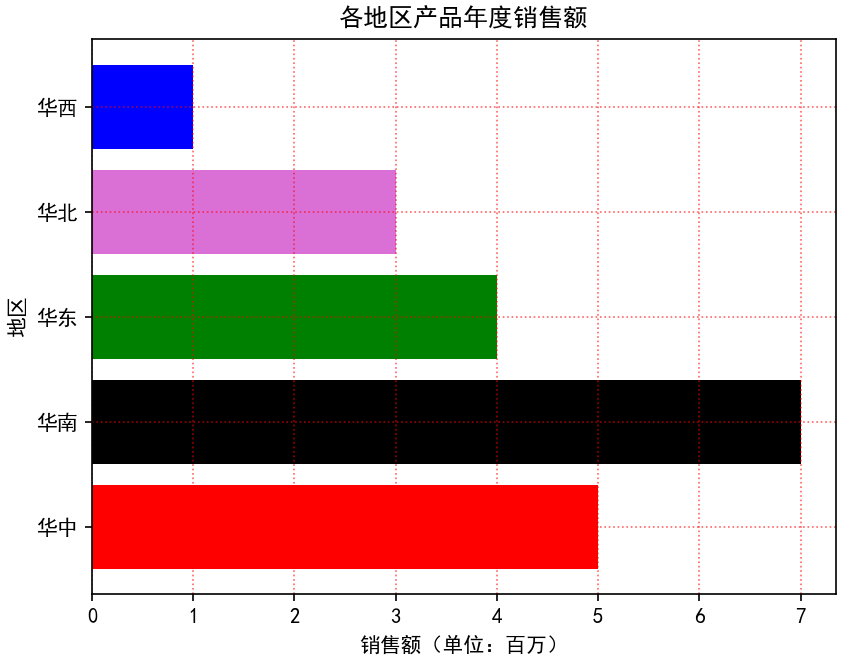 各地区产品年度销售额
华西
华北
华东
华南
华中
地区
0 1 2 3 4 5 6 7
销售额（单位：百万）